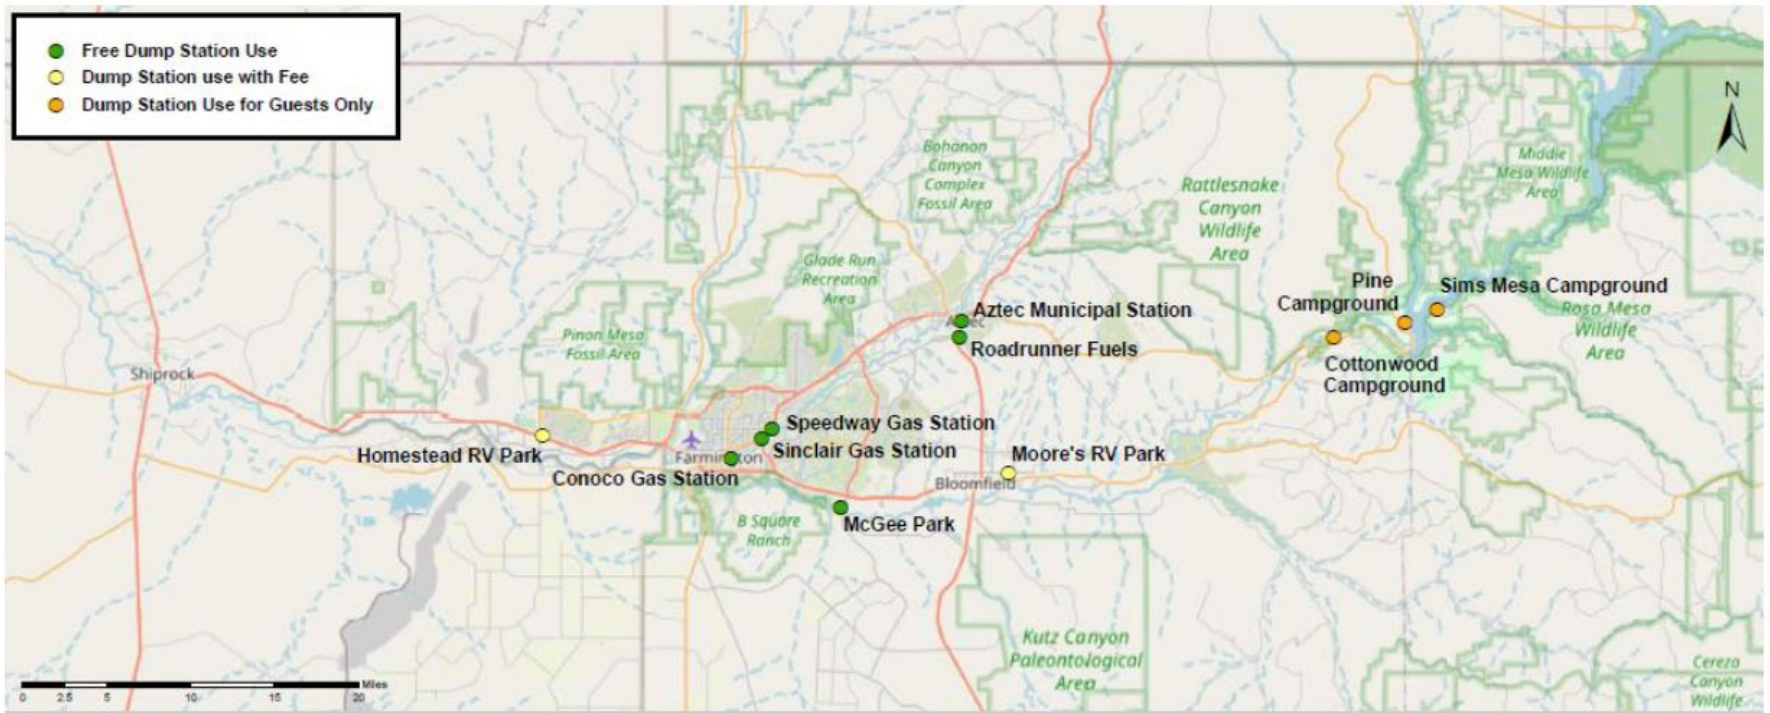 Free Dump Station Use
Dump Station use with Fee
Dump Station Use for Guests Only
N
Bohanon
Canyon
Complex
Fossil Area
Middle
Mesa Wildlife
Area
Rattlesnake
Canyon
Wildlife
Area
Glade Run
Recreation
Area
Pine
Campground
Sims Mesa Campground
Rosa Mesa
Wildlife
Area
Aztec Municipal Station
Aztec
Roadrunner Fuels
Pinon Mesa
Fossil Area
Cottonwood
Campground
Shiprock
Speedway Gas Station
Sinclair Gas Station
Homestead RV Park
Farmington
Conoco Gas Station
Moore's RV Park
Bloomfield
McGee Park
B Square
Ranch
Kutz Canyon
Paleontological
Area
Cereza
Canyon
Wildlife
Miles
0 2.5 5 10 15 20